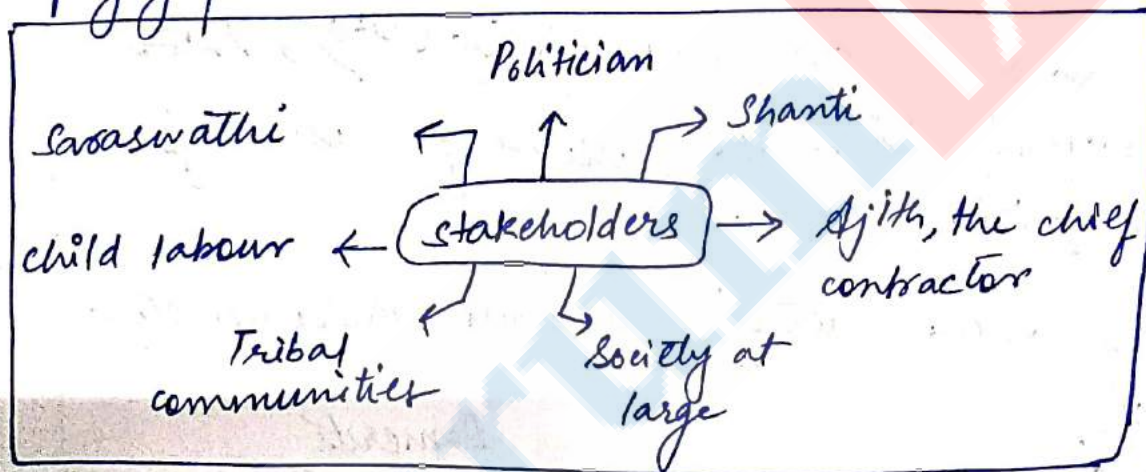 Politician
Saraswathi
Shanti
stakeholders
child labour
Ajith, the chief
contractor
Tribal
communities
Society at
large